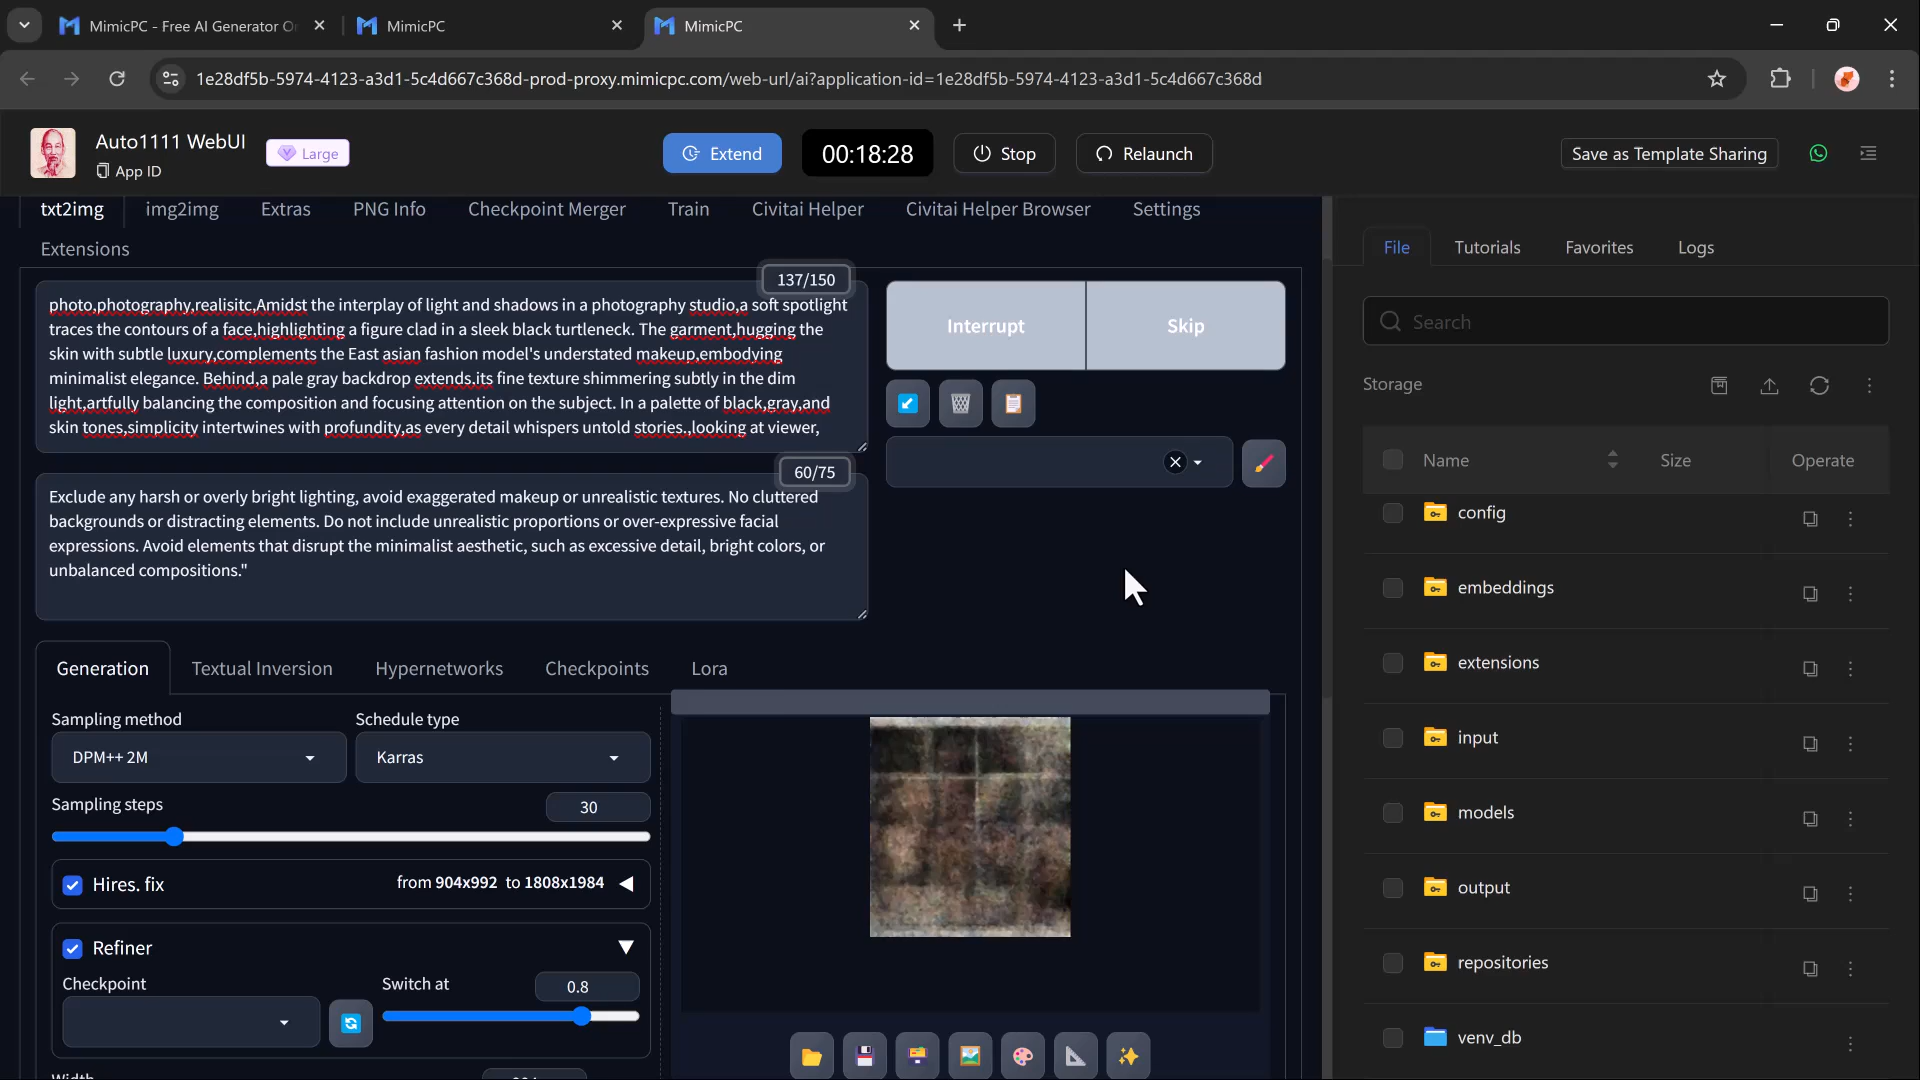 MimicPC - Free AI Generator O
MimicPC
MimicPC
1e28df5b-5974-4123-a3d1-5c4d667c368d-prod-proxy.mimicpc.com/web-url/ai?application-id=1e28df5b-5974-4123-a3d1-5c4d667c368d
Auto1111 WebUI
App ID
Large
Extend
00:18:28
Stop
Relaunch
Save as Template Sharing
txt2img
img2img
Extras
PNG Info
Checkpoint Merger
Train
Civitai Helper
Civitai Helper Browser
Settings
Extensions
137/150
photo,photography,realisitc,Amidst the interplay of light and shadows in a photography studio,a soft spotlight
traces the contours of a face,highlighting a figure clad in a sleek black turtleneck. The garment,hugging the
skin with subtle luxury,complements the East asian fashion model's understated makeup,embodying
minimalist elegance. Behind,a pale gray backdrop extends,its fine texture shimmering subtly in the dim
light,artfully balancing the composition and focusing attention on the subject. In a palette of black,gray,and
skin tones,simplicity intertwines with profundity,as every detail whispers untold stories.,looking at viewer,
60/75
Exclude any harsh or overly bright lighting, avoid exaggerated makeup or unrealistic textures. No cluttered
backgrounds or distracting elements. Do not include unrealistic proportions or over-expressive facial
expressions. Avoid elements that disrupt the minimalist aesthetic, such as excessive detail, bright colors, or
unbalanced compositions."
Interrupt
Skip
Generation
Textual Inversion
Hypernetworks
Checkpoints
Lora
Sampling method
Schedule type
DPM++ 2M
Karras
Sampling steps
30
Hires. fix
from 904x992 to 1808x1984
Refiner
Checkpoint
Switch at
0.8
Width
File
Tutorials
Favorites
Logs
Search
Storage
Name
Size
Operate
config
embeddings
extensions
input
models
output
repositories
venv_db